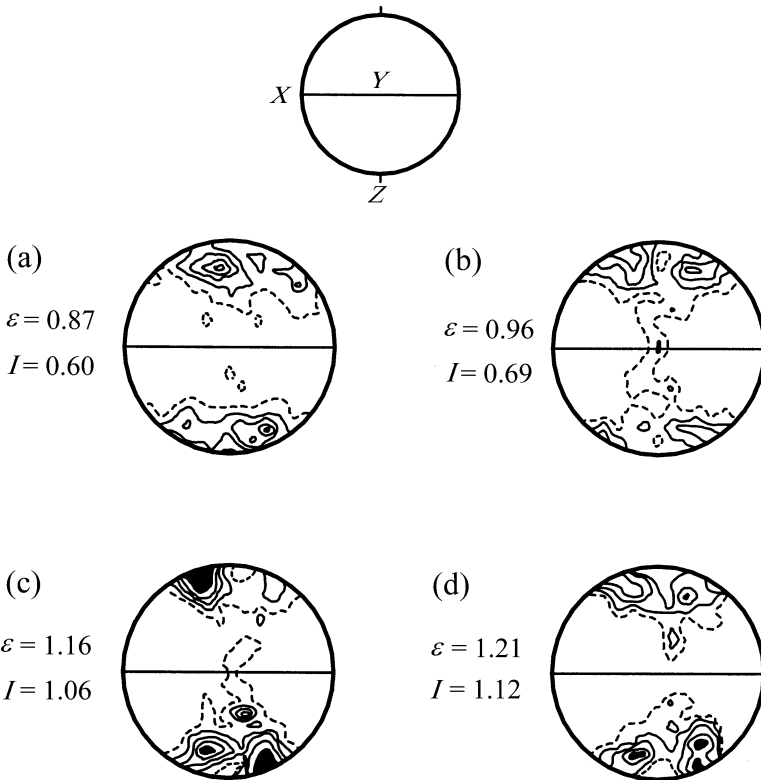 Y
X
Z
(a)
ε = 0.87
I = 0.60
(b)
ε = 0.96
I = 0.69
(c)
ε = 1.16
I = 1.06
(d)
ε = 1.21
I = 1.12